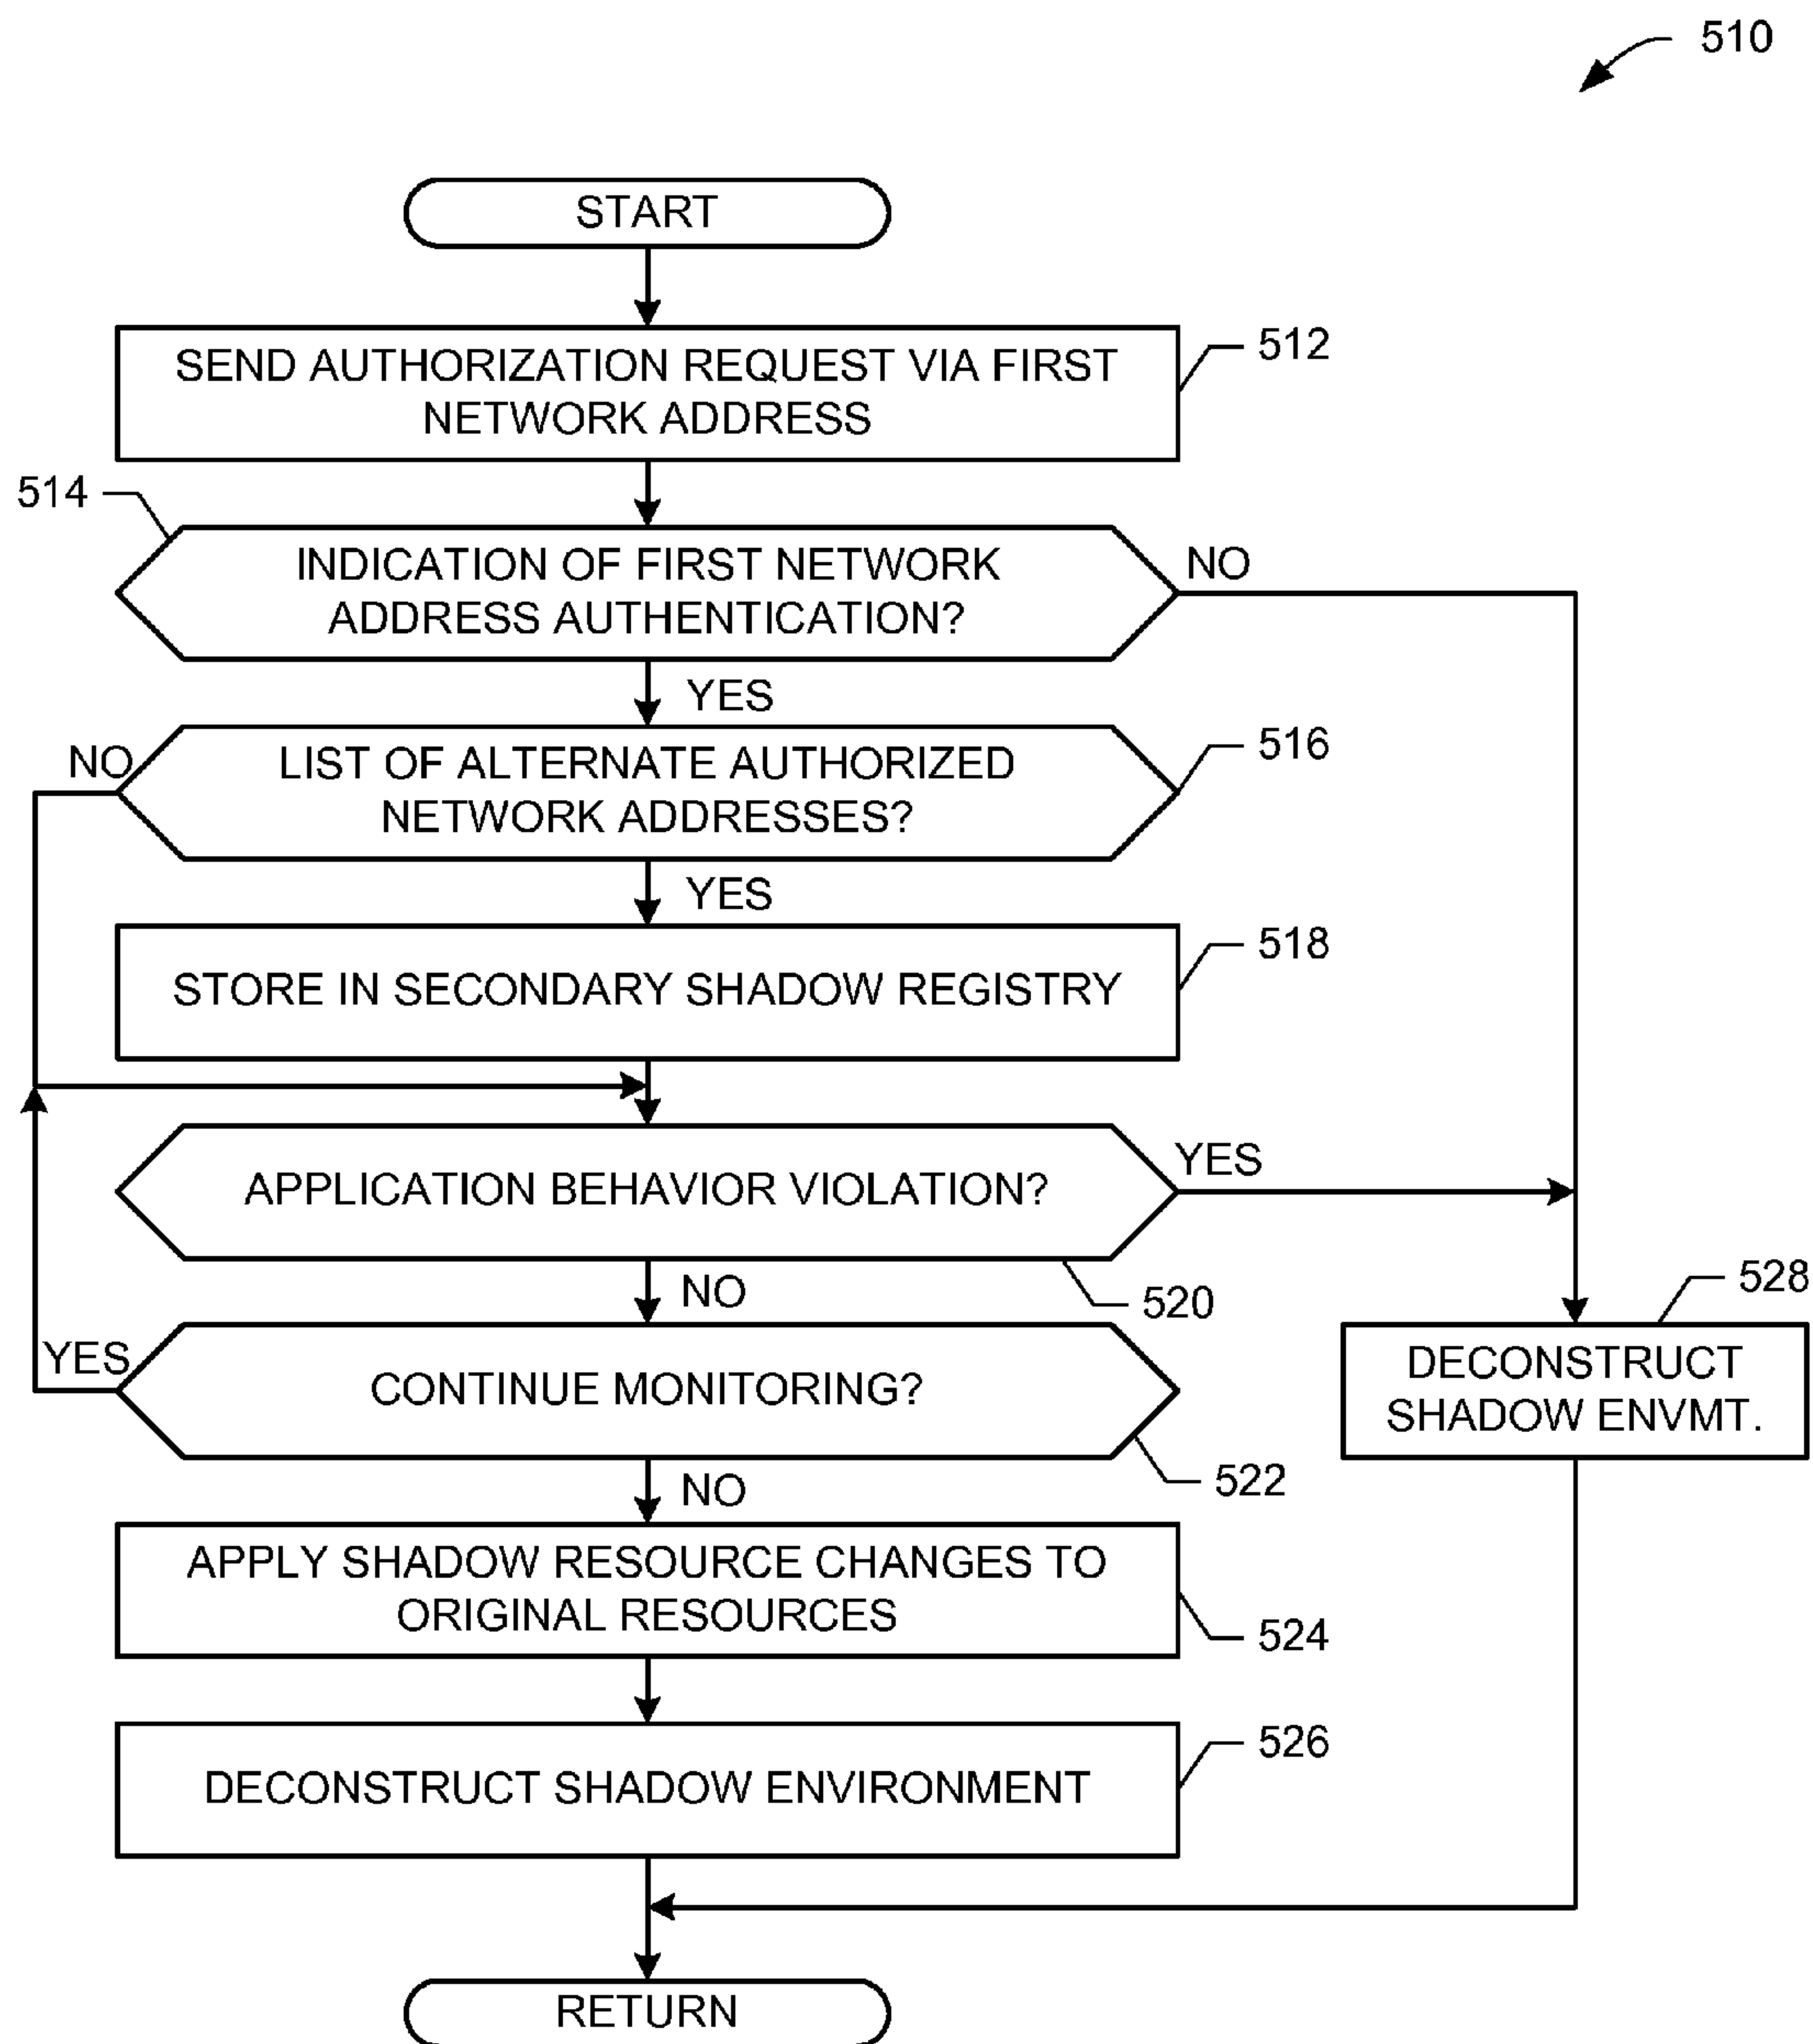 510
START
SEND AUTHORIZATION REQUEST VIA FIRST
NETWORK ADDRESS
512
514
INDICATION OF FIRST NETWORK
ADDRESS AUTHENTICATION?
NO
YES
NO
LIST OF ALTERNATE AUTHORIZED
NETWORK ADDRESSES?
516
YES
STORE IN SECONDARY SHADOW REGISTRY
518
APPLICATION BEHAVIOR VIOLATION?
YES
520
NO
YES
CONTINUE MONITORING?
522
528
DECONSTRUCT
SHADOW ENVMT.
NO
APPLY SHADOW RESOURCE CHANGES TO
ORIGINAL RESOURCES
524
DECONSTRUCT SHADOW ENVIRONMENT
526
RETURN